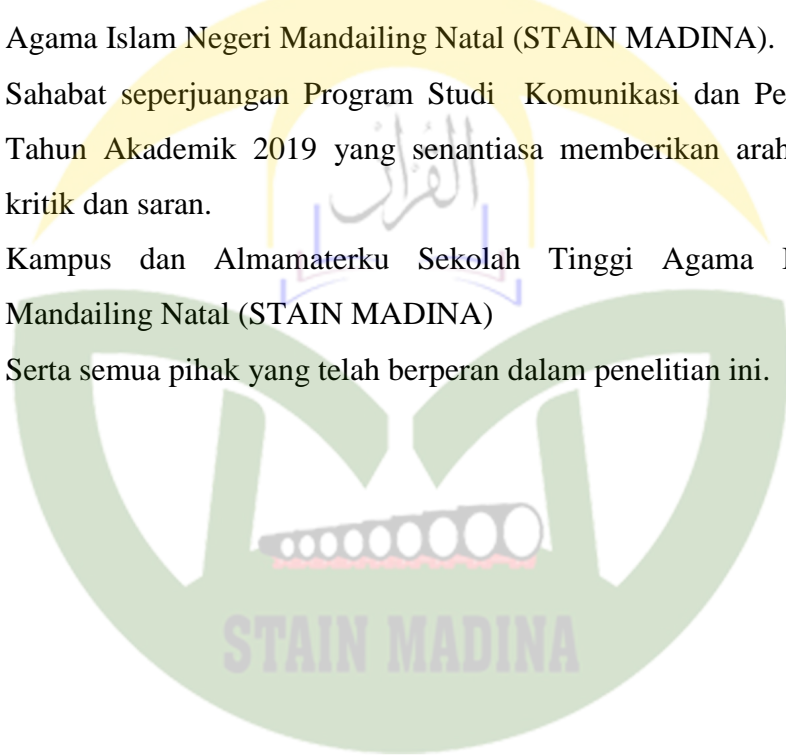 Agama Islam Negeri Mandailing Natal (STAIN MADINA).
Sahabat seperjuangan Program Studi Komunikasi dan Pe
Tahun Akademik 2019 yang senantiasa memberikan arah
kritik dan saran.
القرآن
Kampus dan Almamaterku Sekolah Tinggi Agama
Mandailing Natal (STAIN MADINA)
Serta semua pihak yang telah berperan dalam penelitian ini.
STAIN MADINA